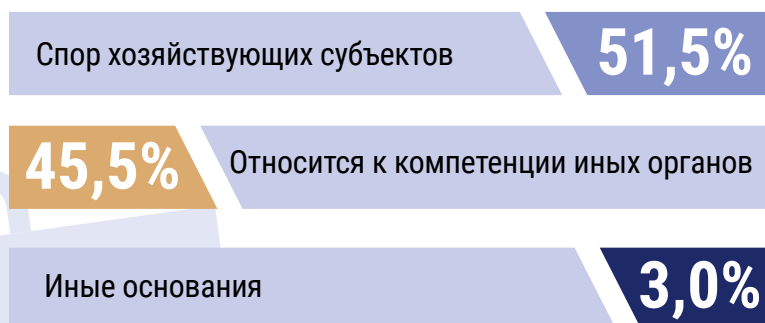 Спор хозяйствующих субъектов 51,5%
45,5% Относится к компетенции иных органов
Иные основания 3,0%